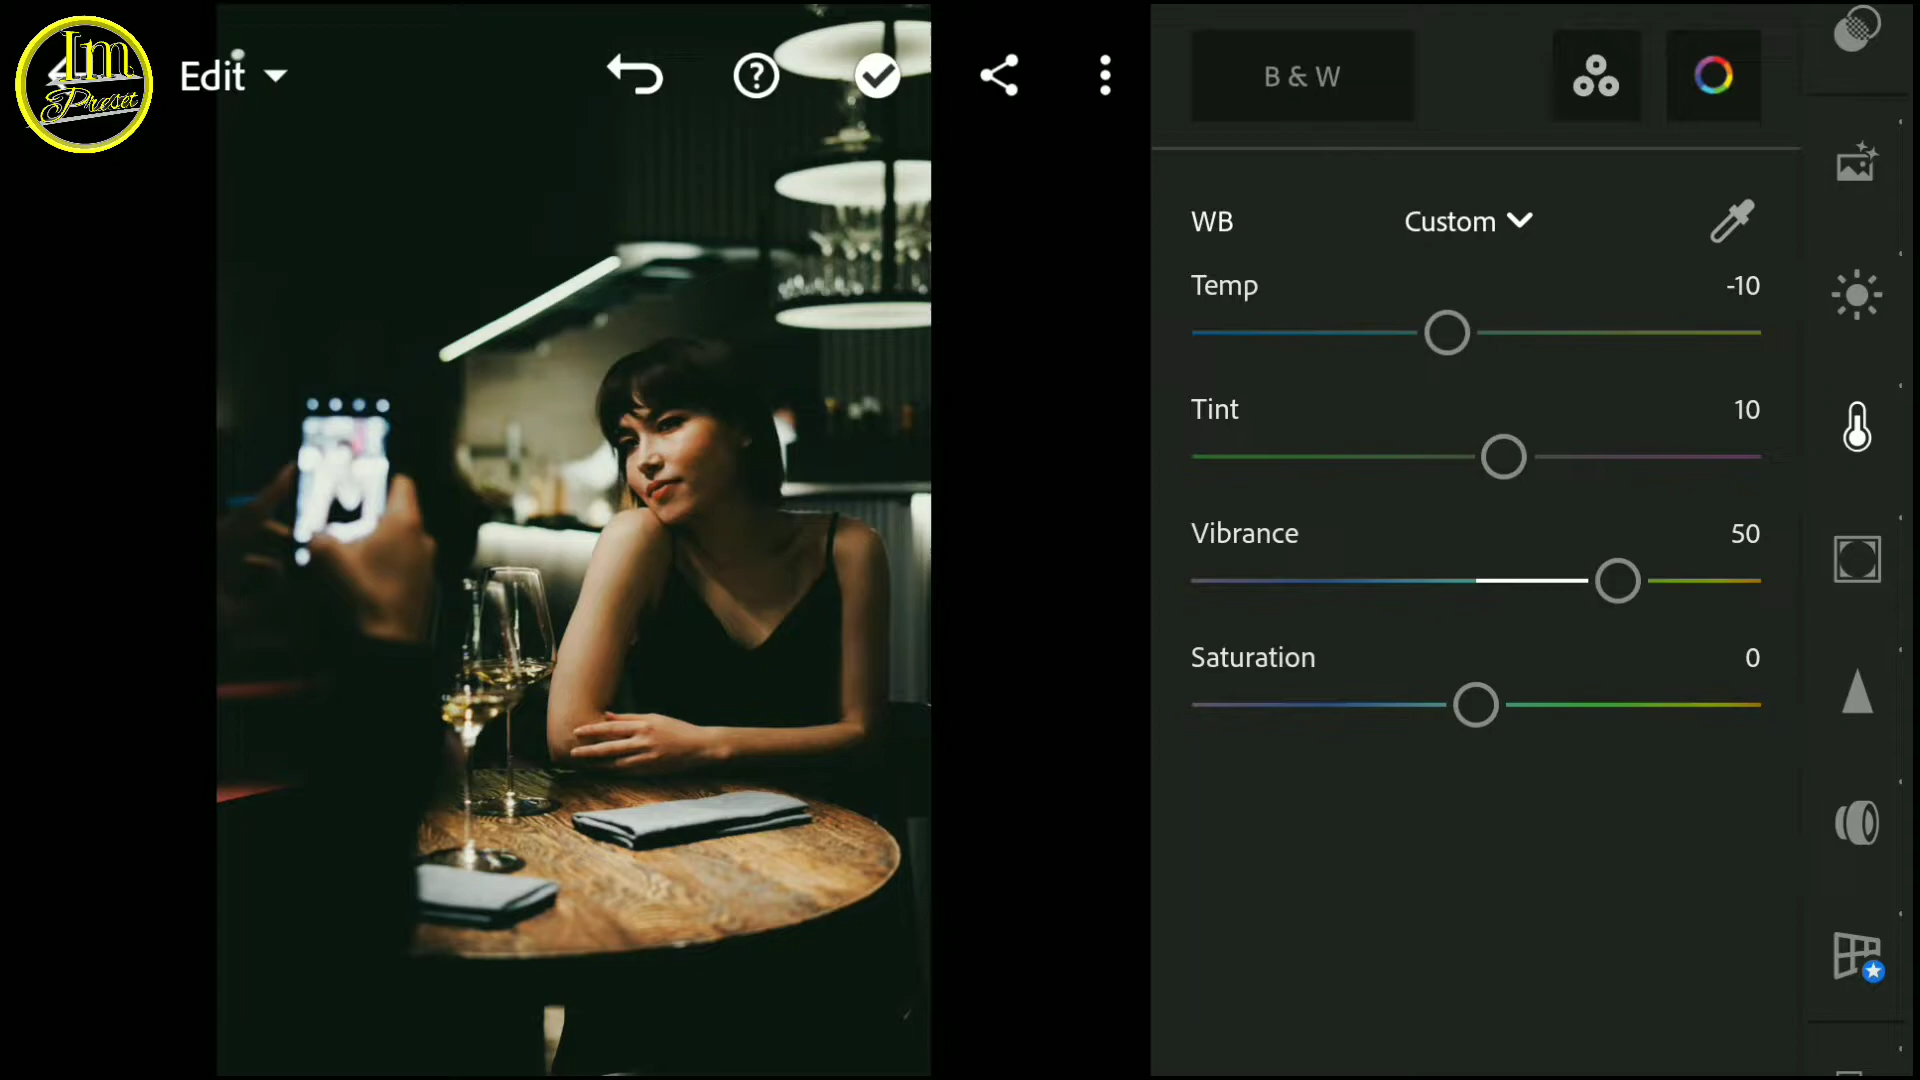 Im
Preset
Edit
B & W
WB
Custom
Temp
-10
Tint
10
Vibrance
50
Saturation
0